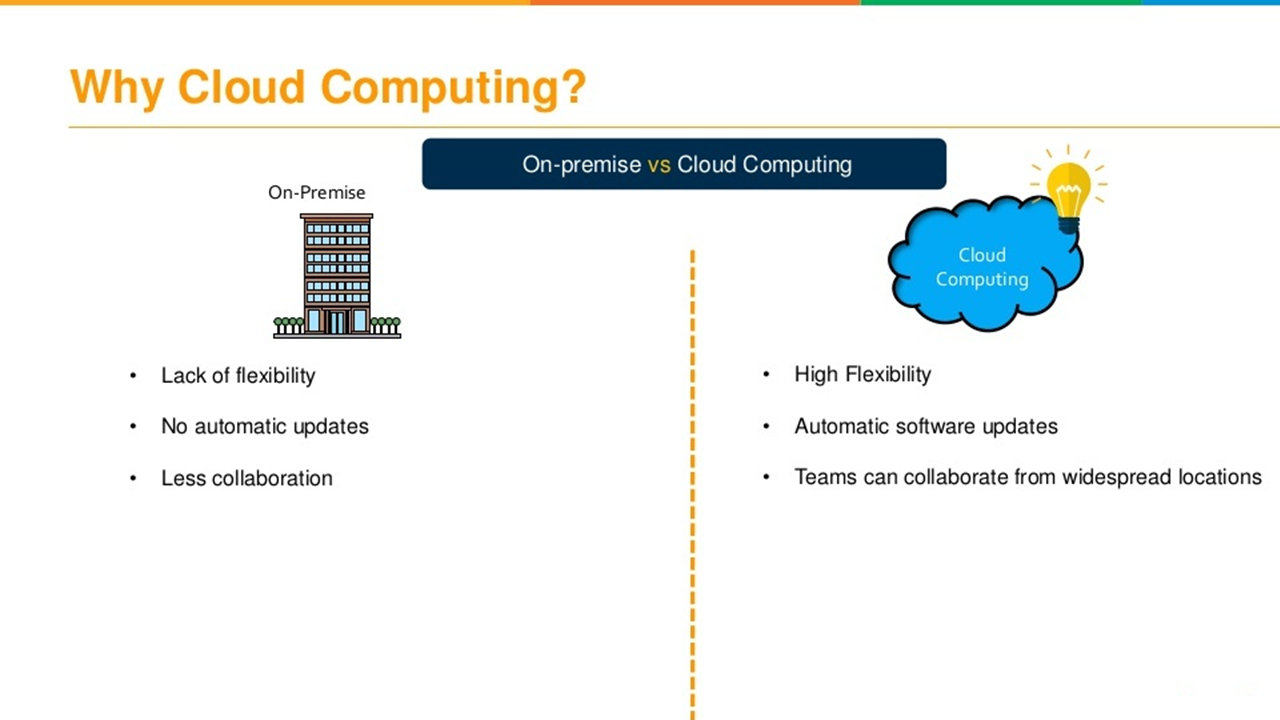 Why Cloud Computing?
On-premise vs Cloud Computing
On-Premise
• Lack of flexibility
• No automatic updates
• Less collaboration
Cloud
Computing
• High Flexibility
• Automatic software updates
• Teams can collaborate from widespread locations